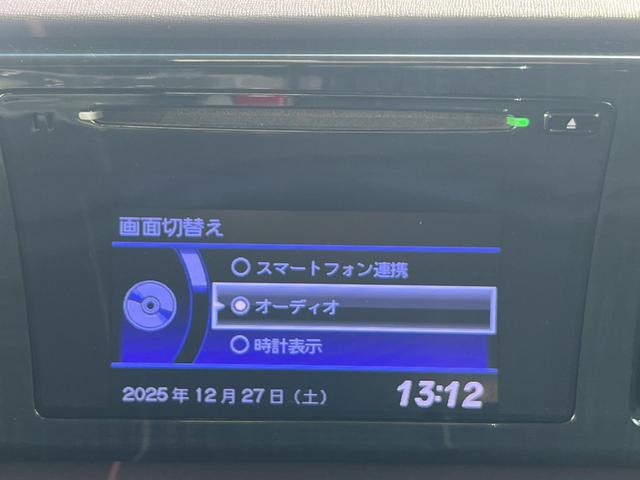 画面切替え
スマートフォン連携
オーディオ
時計表示
2025年12月27日（土） 13:12